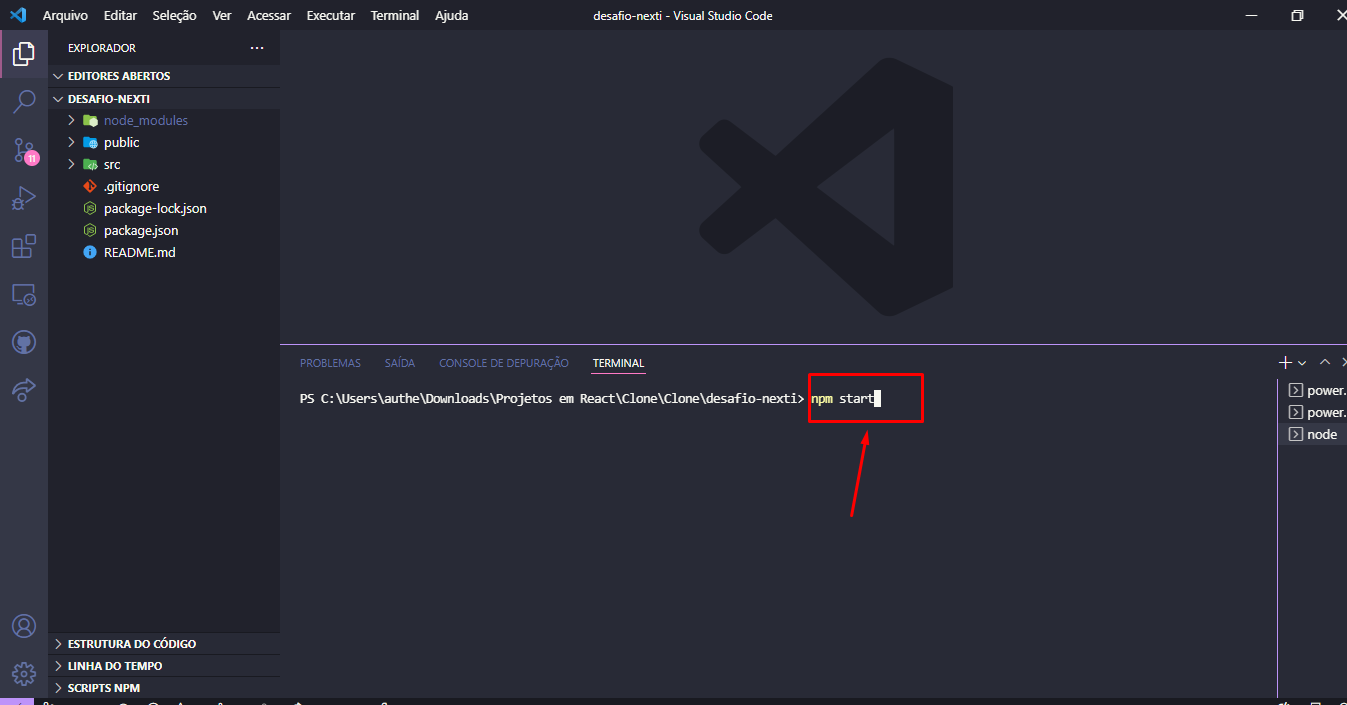 Arquivo Editar Seleção Ver Acessar Executar Terminal Ajuda desafio-nexti - Visual Studio Code
EXPLORADOR
EDITORES ABERTOS
DESAFIO-NEXTI
node_modules
public
src
.gitignore
package-lock.json
package.json
README.md
11
PROBLEMAS SAÍDA CONSOLE DE DEPURAÇÃO TERMINAL
PS C:\Users\authe\Downloads\Projetos em React\Clone\Clone\desafio-nexti> npm start
power.
power.
node
ESTRUTURA DO CÓDIGO
LINHA DO TEMPO
SCRIPTS NPM